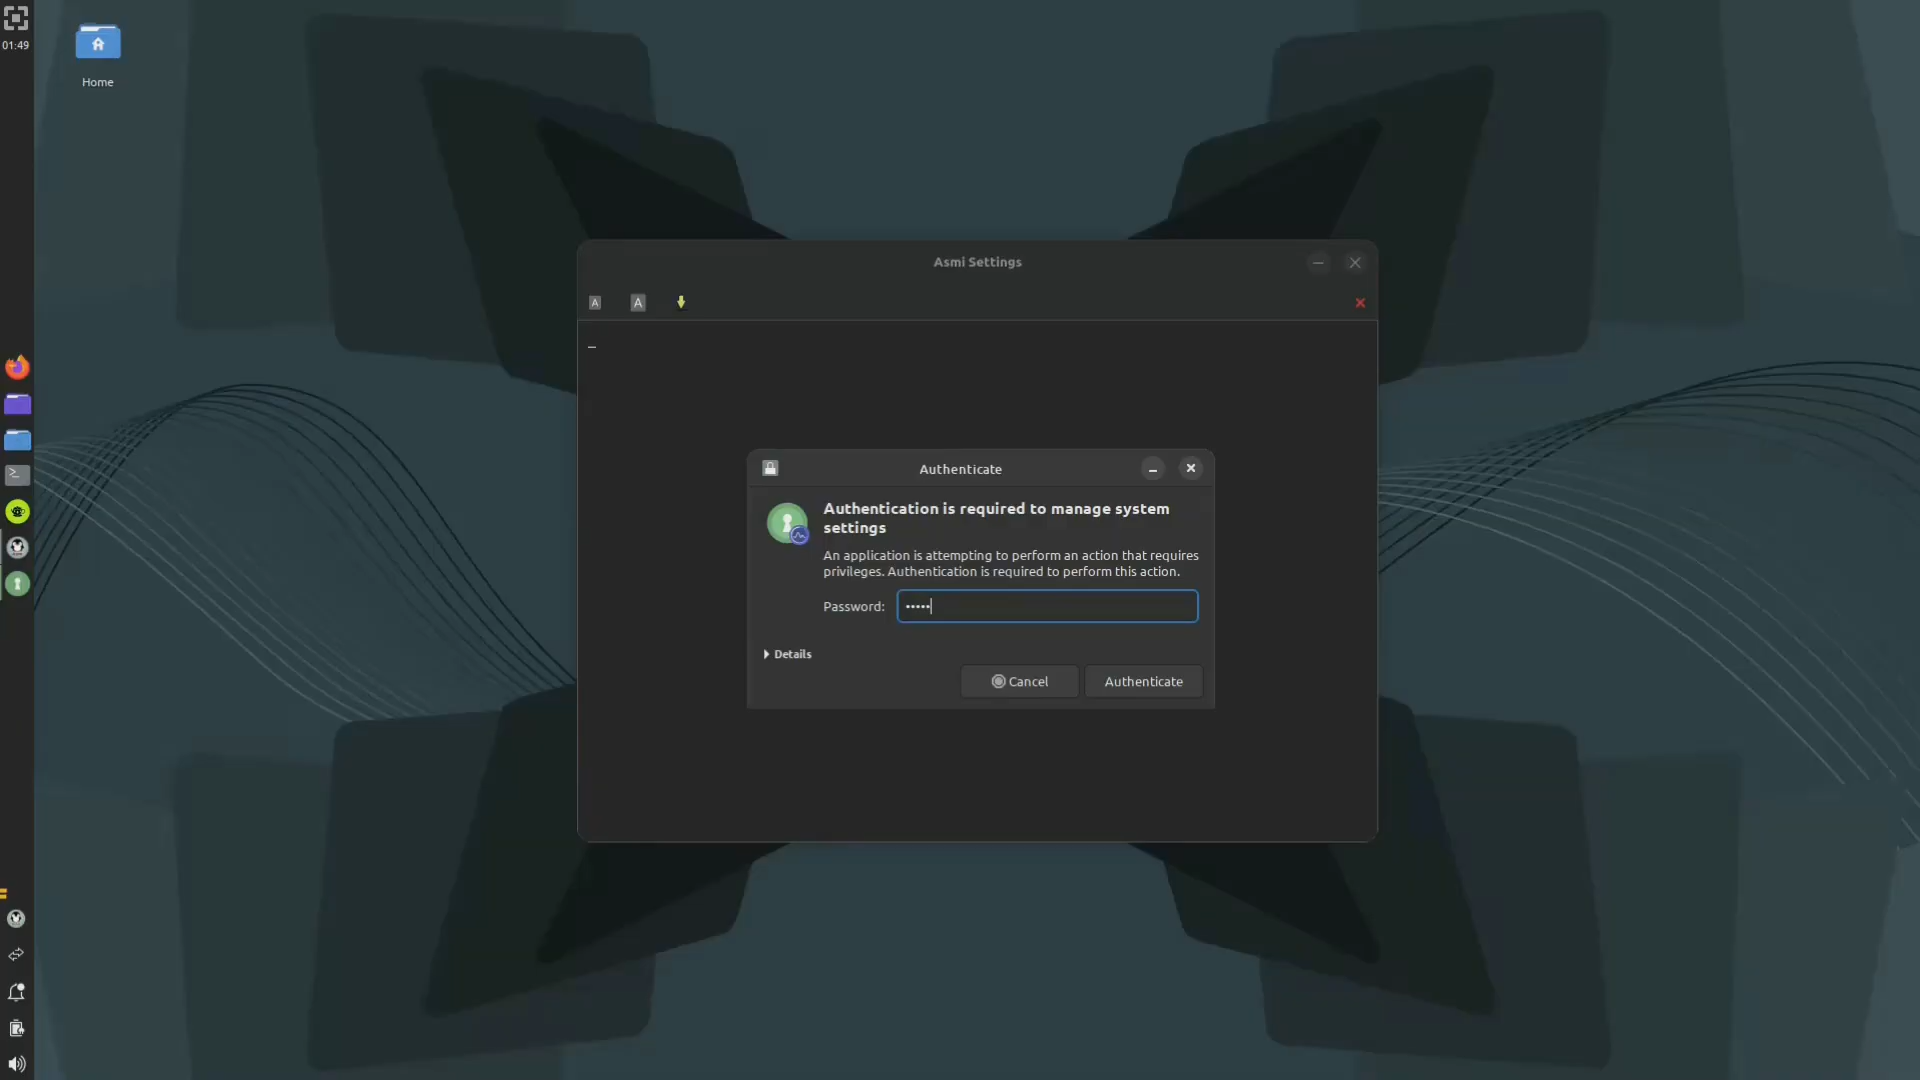 01:49
Home
Asmi Settings
A
A
Authenticate
Authentication is required to manage system
settings
An application is attempting to perform an action that requires
privileges. Authentication is required to perform this action.
Password: •••••
Details
Cancel
Authenticate